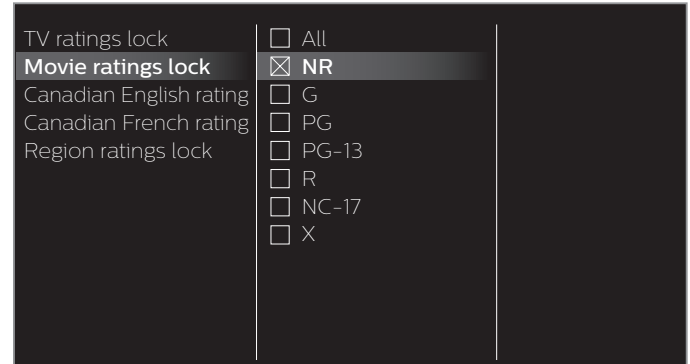 TV ratings lock
Movie ratings lock
Canadian English rating
Canadian French rating
Region ratings lock
All
NR
G
PG
PG-13
R
NC-17
X